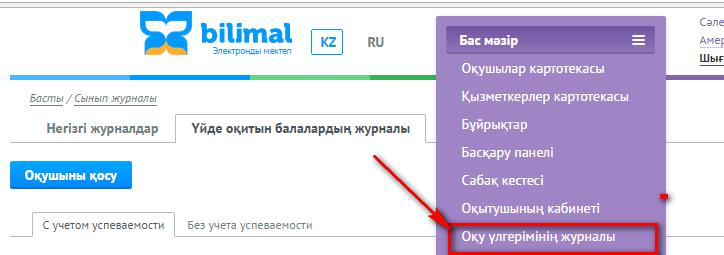 bilimal
Электронды мектеп
KZ
RU
Бас мәзір
Оқушылар картотекасы
Қызметкерлер картотекасы
Бұйрықтар
Басқару панелі
Сабақ кестесі
Оқытушының кабинеті
Оқу үлгерімінің журналы
Сәле
Амер
Шығ
Басты / Сынып журналы
Негізгі журналдар
Үйде оқитын балалардың журналы
Оқушыны қосу
С учетом успеваемости
Без учета успеваемости